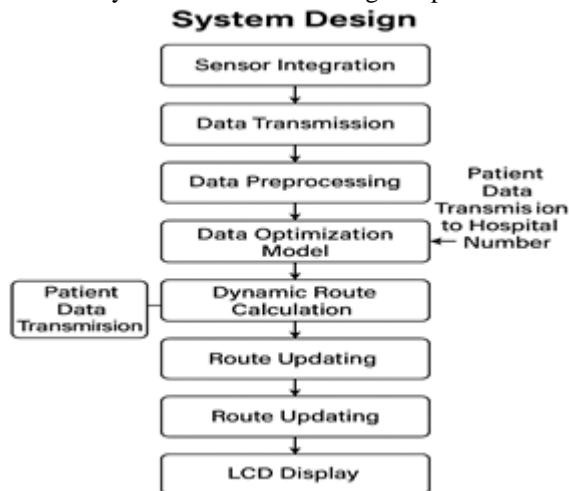 System Design
Sensor Integration
Data Transmission
Data Preprocessing
Patient
Data
Transmision
to Hospital
Number
Data Optimization
Model
Patient
Data
Transmirsion
Dynamic Route
Calculation
Route Updating
Route Updating
LCD Display